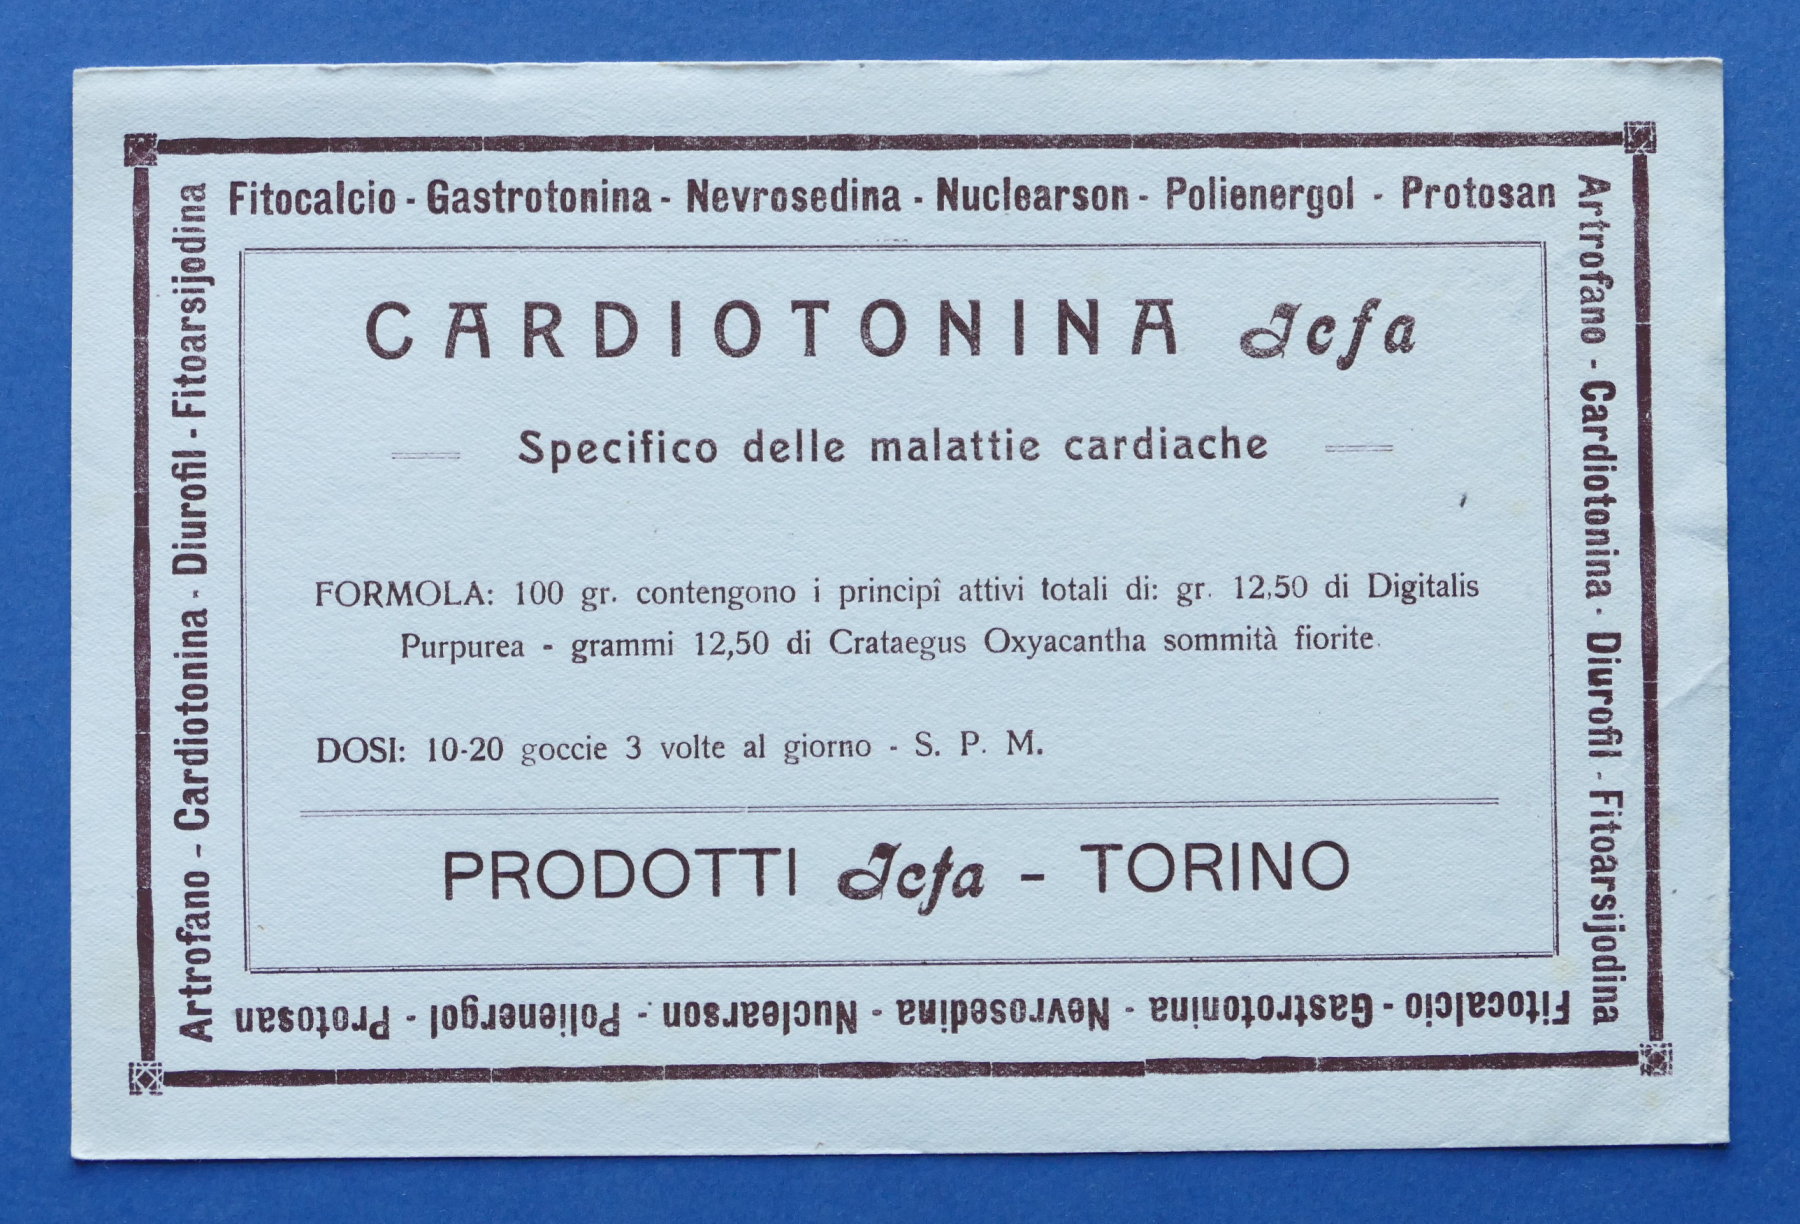 Fitocalcio - Gastrotonina - Nevrosedina - Nuclearson - Polienergol - Protosan
Artrofano - Cardiotonina - Diurofil - Fitoarsijodina
CARDIOTONINA Icfa
Specifico delle malattie cardiache
FORMOLA: 100 gr. contengono i principî attivi totali di: gr. 12,50 di Digitalis
Purpurea - grammi 12,50 di Crataegus Oxyacantha sommità fiorite.
DOSI: 10-20 goccie 3 volte al giorno - S. P. M.
PRODOTTI Icfa - TORINO
Artrofano - Cardiotonina - Diurofil - Fitoarsijodina
Fitocalcio - Gastrotonina - Nevrosedina - Nuclearson - Polienergol - Protosan